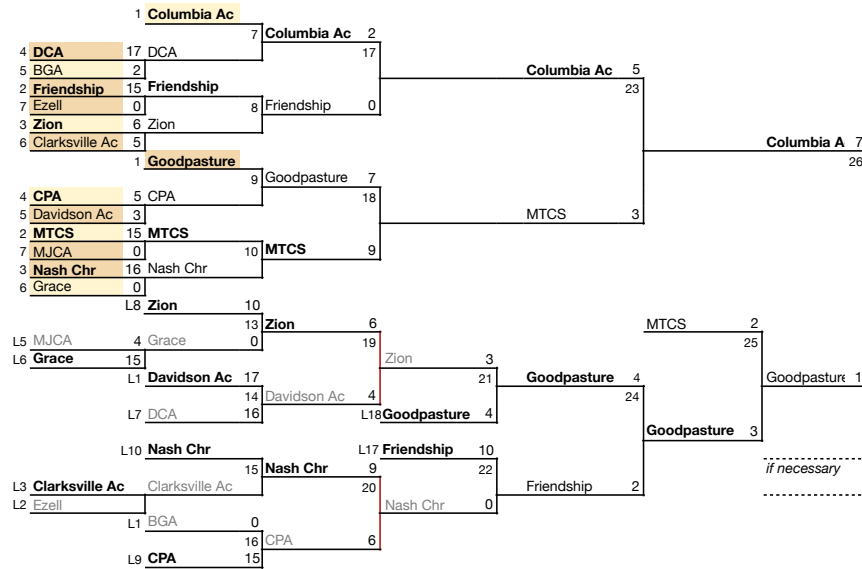 1 Columbia Ac
7 Columbia Ac 2
4 DCA 17 DCA
17
5 BGA 2
Columbia Ac 5
2 Friendship 15 Friendship
23
7 Ezell 0
8 Friendship 0
3 Zion 6 Zion
6 Clarksville Ac 5
Columbia A 7
1 Goodpasture
26
9 Goodpasture 7
4 CPA 5 CPA
18
5 Davidson Ac 3
MTCS 3
2 MTCS 15 MTCS
7 MJCA 0
10 MTCS 9
3 Nash Chr 16 Nash Chr
6 Grace 0
L8 Zion 10
13 Zion 6
MTCS 2
L5 MJCA 4 Grace 0
19
25
L6 Grace 15
Zion 3
L1 Davidson Ac 17
21
Goodpasture 4
Goodpasture 1
14 Davidson Ac 4
24
L7 DCA 16
L18 Goodpasture 4
Goodpasture 3
L10 Nash Chr
L17 Friendship 10
15 Nash Chr 9
22
if necessary
L3 Clarksville Ac Clarksville Ac
20
Friendship 2
L2 Ezell
Nash Chr 0
L1 BGA 0
16 CPA 6
L9 CPA 15